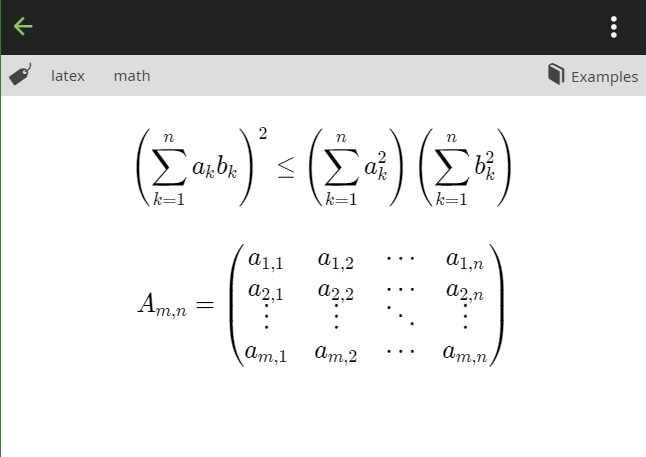 latex math Examples
\left( \sum_{k=1}^{n} a_k b_k \right)^2 \leq \left( \sum_{k=1}^{n} a_k^2 \right) \left( \sum_{k=1}^{n} b_k^2 \right)
A_{m,n} = \begin{pmatrix} a_{1,1} & a_{1,2} & \cdots & a_{1,n} \\ a_{2,1} & a_{2,2} & \cdots & a_{2,n} \\ \vdots & \vdots & \ddots & \vdots \\ a_{m,1} & a_{m,2} & \cdots & a_{m,n} \end{pmatrix}